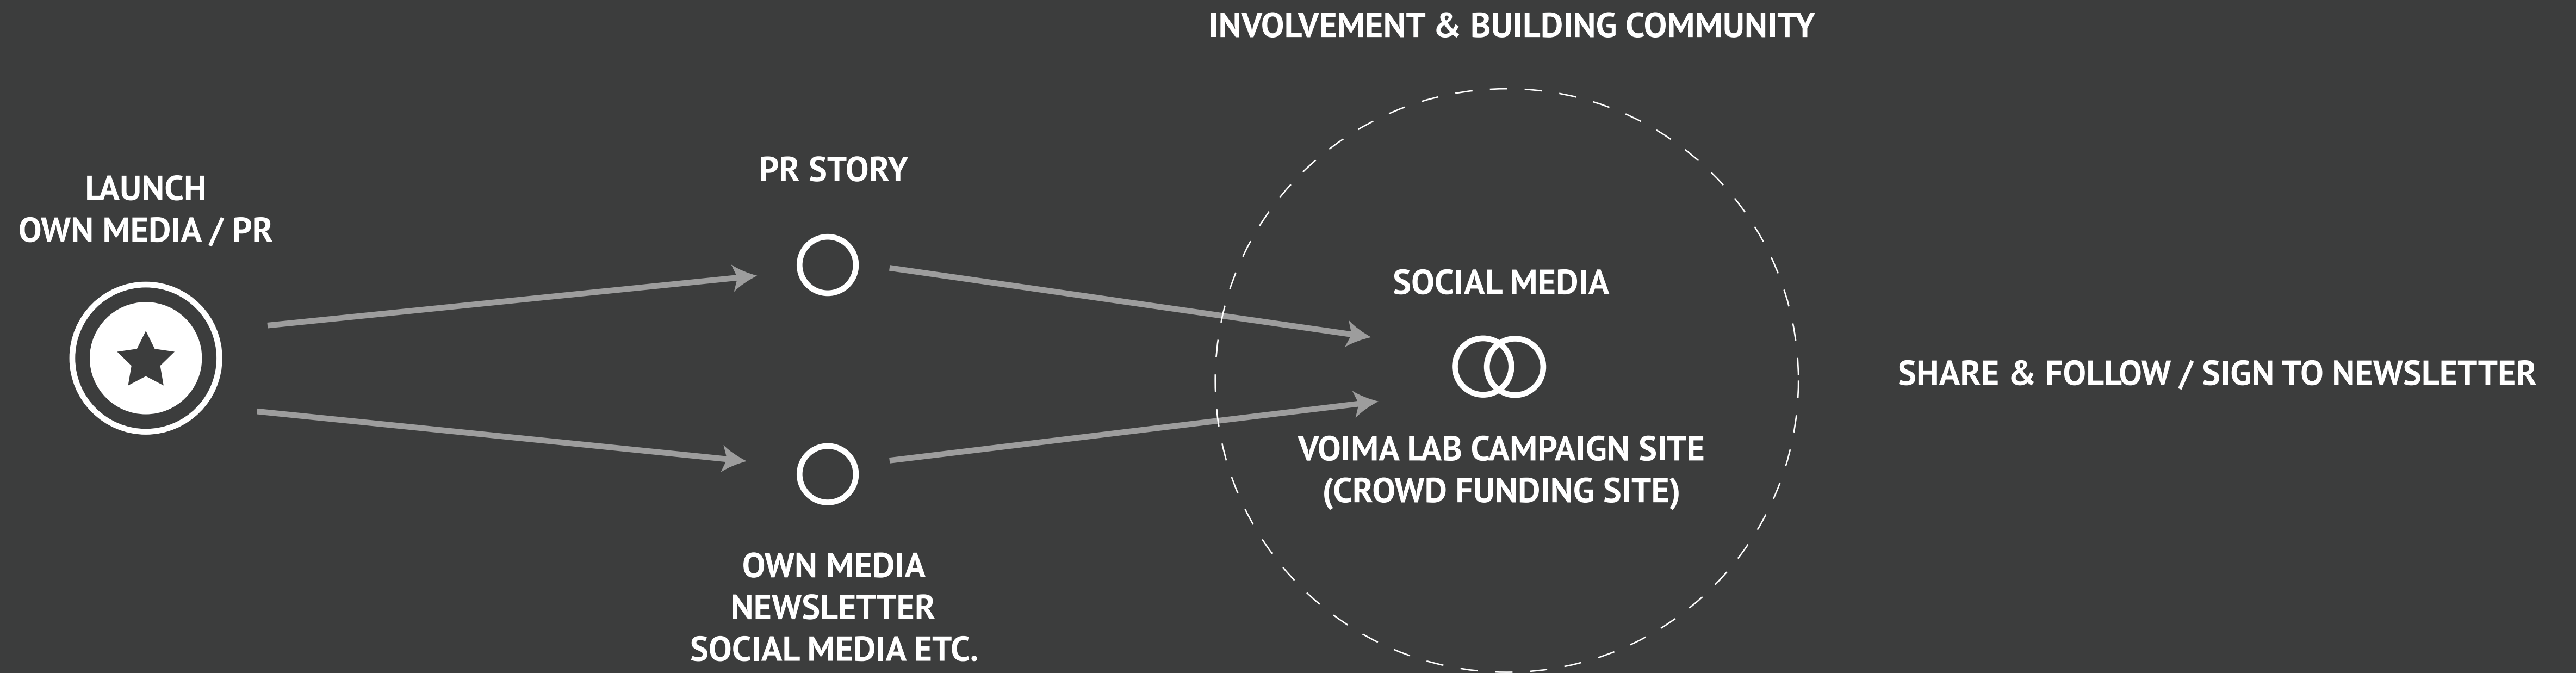 INVOLVEMENT & BUILDING COMMUNITY
LAUNCH
OWN MEDIA / PR
PR STORY
OWN MEDIA
NEWSLETTER
SOCIAL MEDIA ETC.
SOCIAL MEDIA
VOIMA LAB CAMPAIGN SITE
(CROWD FUNDING SITE)
SHARE & FOLLOW / SIGN TO NEWSLETTER